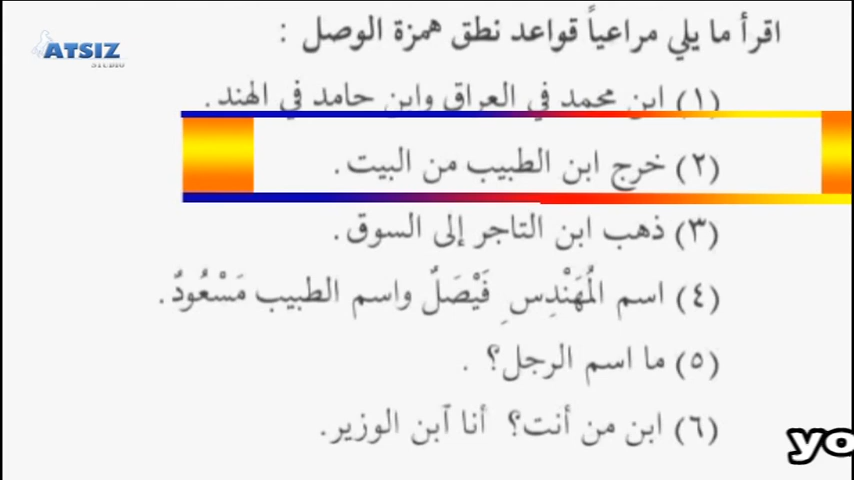 ATSIZ
STUDIO
اقرأ ما يلي مراعياً قواعد نطق همزة الوصل :
(١) ابن محمد في العراق وابن حامد في الهند .
(٢) خرج ابن الطبيب من البيت .
(٣) ذهب ابن التاجر إلى السوق .
(٤) اسم المُهَنْدِسِ فَيْصَلٌ واسم الطبيب مَسْعُودٌ .
(٥) ما اسم الرجل؟ .
(٦) ابن من أنت؟ أنا ٱبن الوزير.
yo